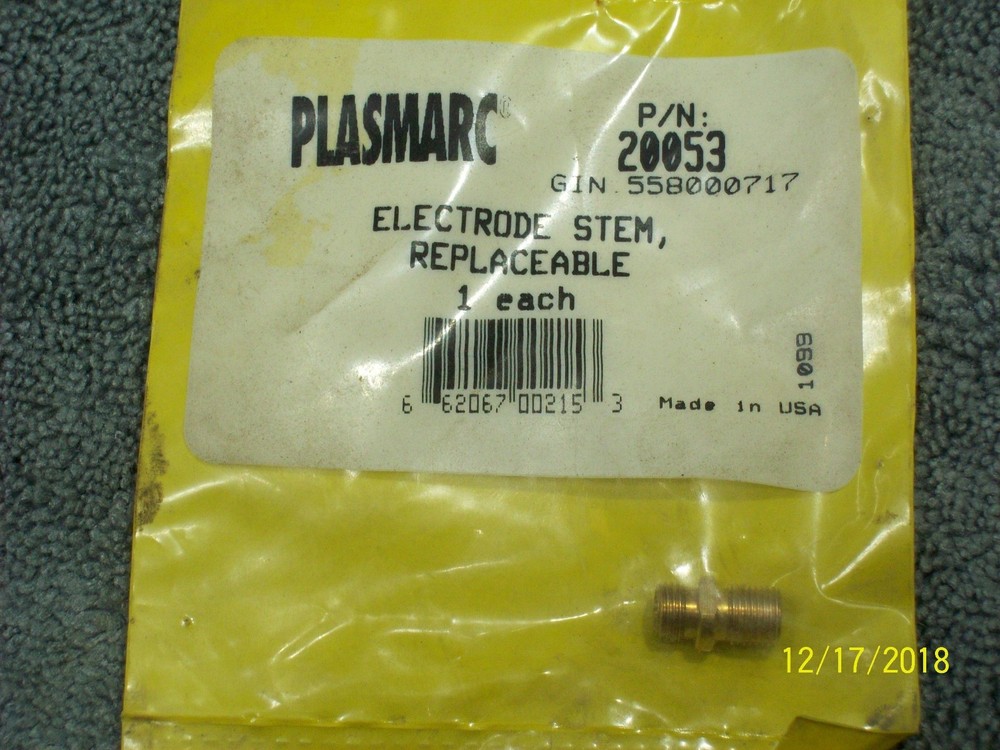 PLASMARC®
P/N:
20053
GIN 558000717
ELECTRODE STEM,
REPLACEABLE
1 each
6 62067 00215 3
Made in USA
1099
12/17/2018